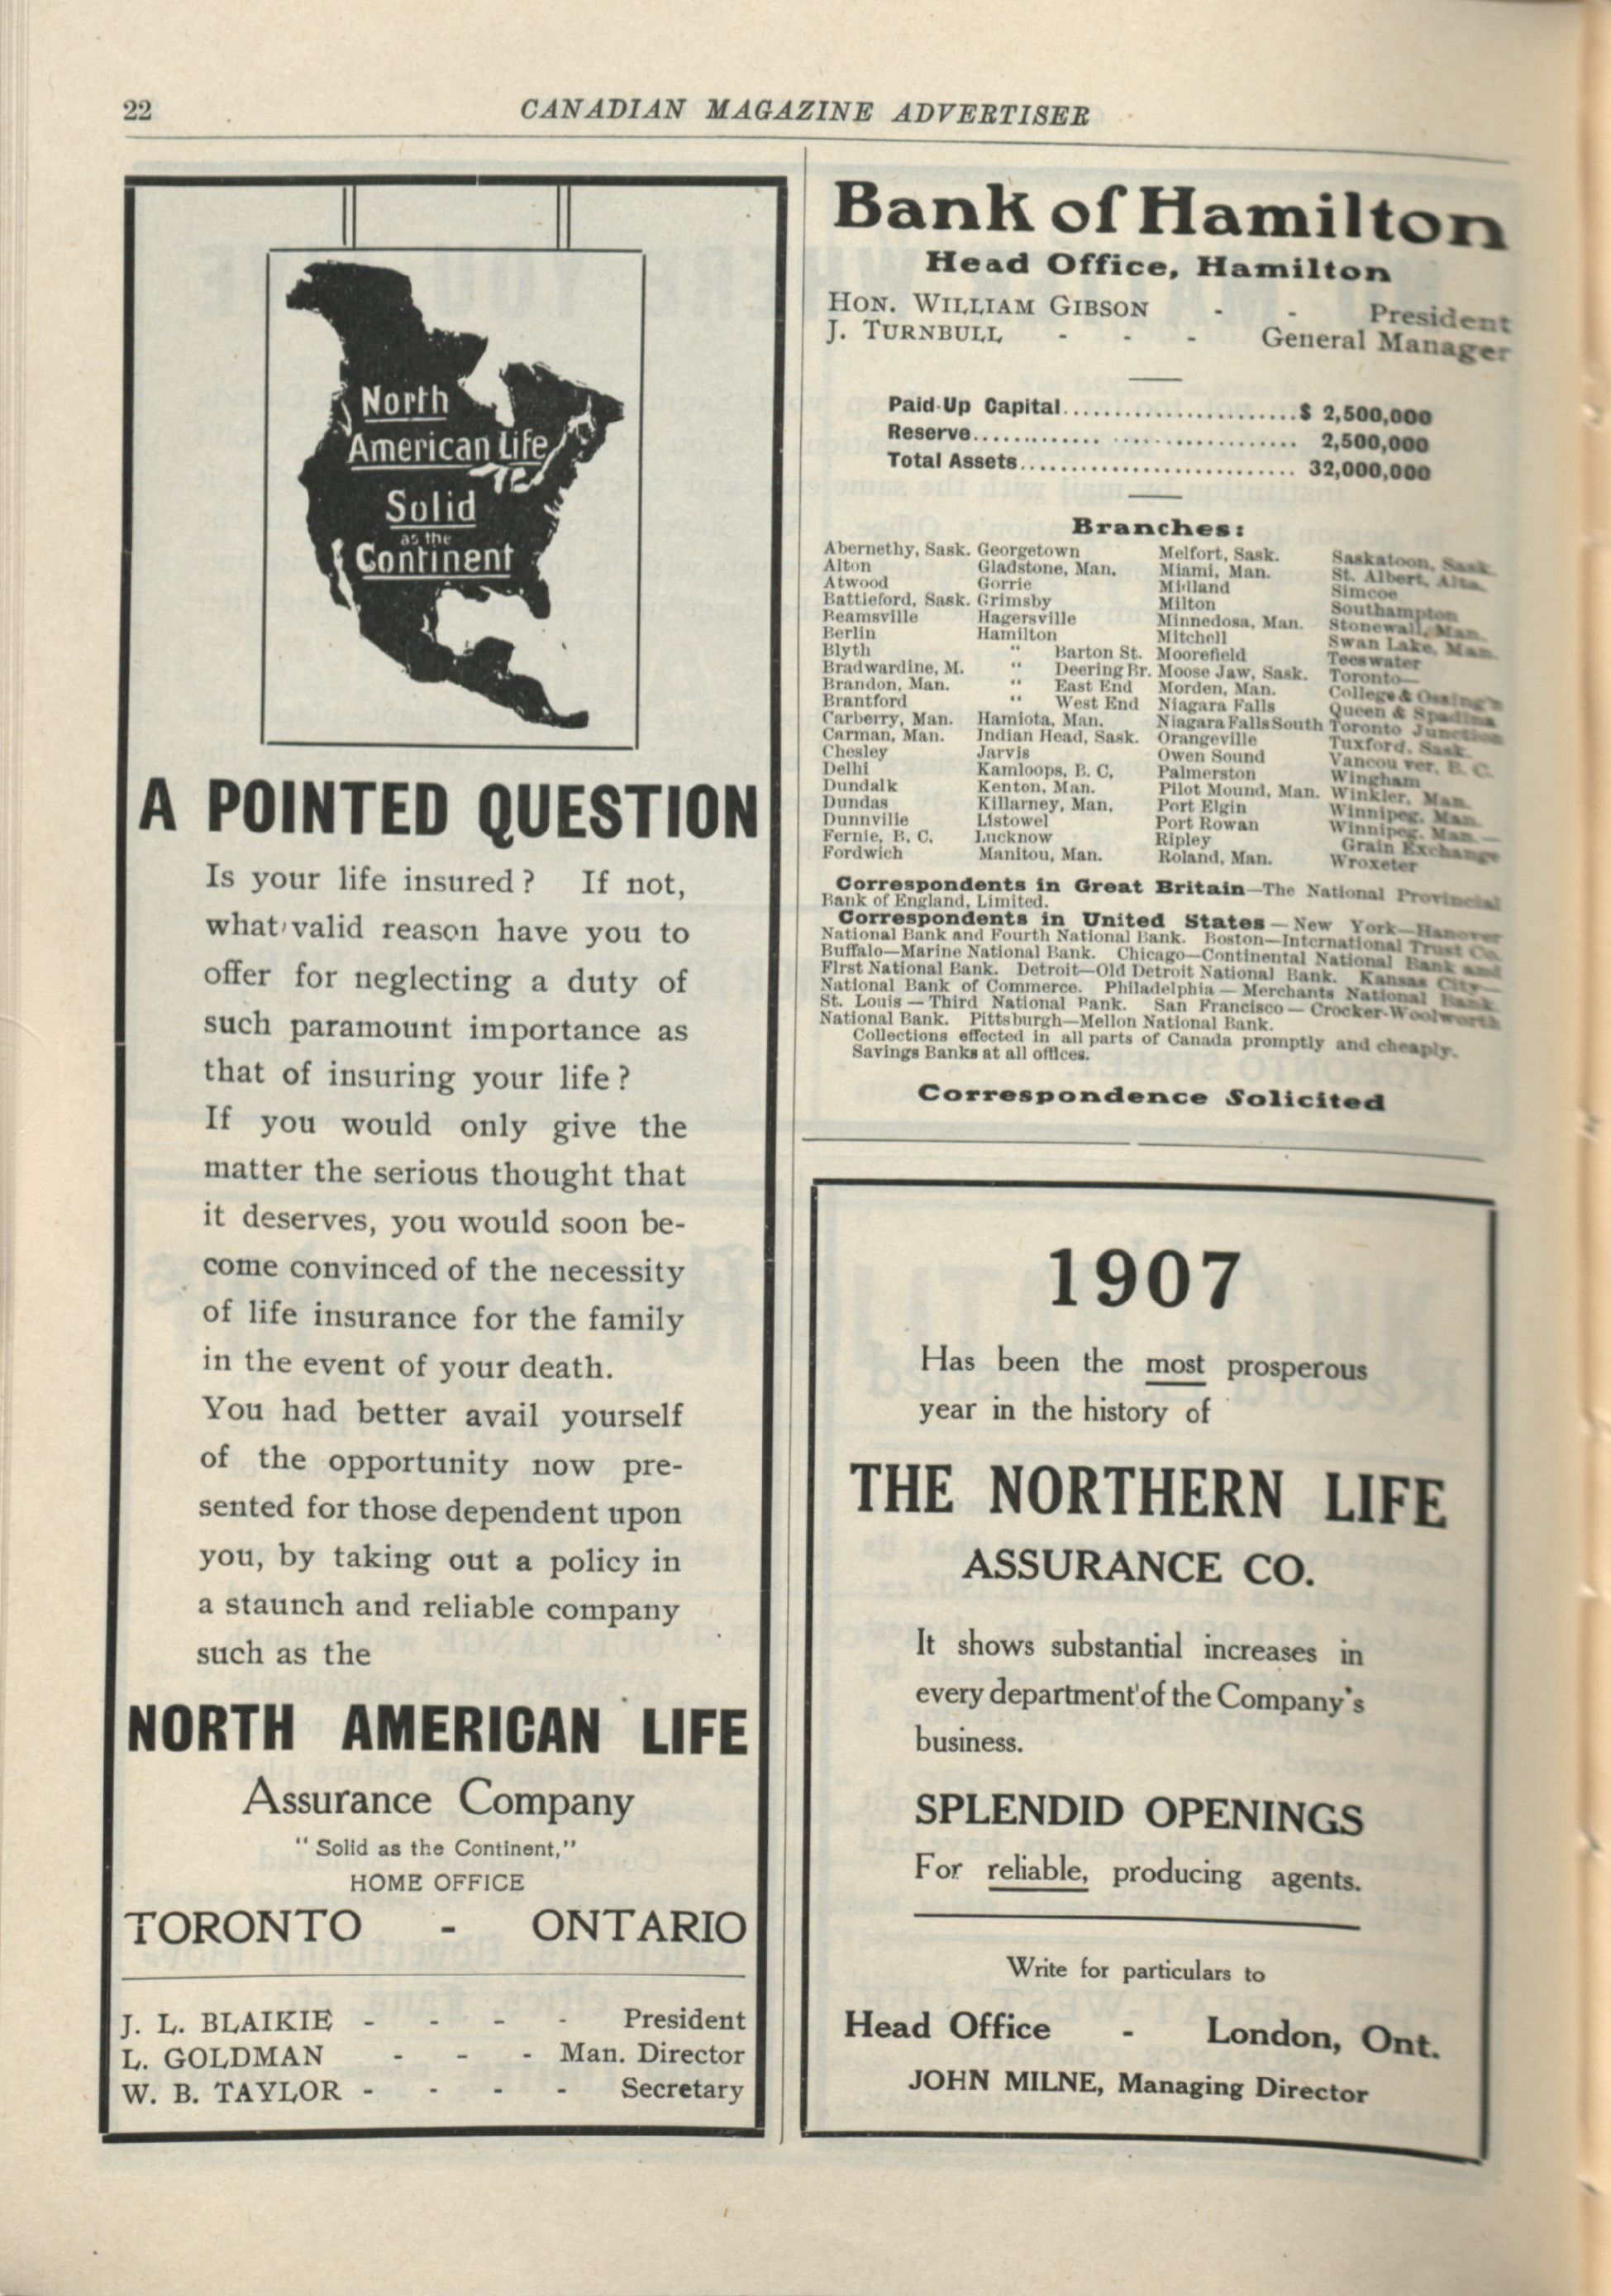 22
CANADIAN MAGAZINE ADVERTISER
North
American Life
Solid
as the
Continent
A POINTED QUESTION
Is your life insured? If not,
what valid reason have you to
offer for neglecting a duty of
such paramount importance as
that of insuring your life?
If you would only give the
matter the serious thought that
it deserves, you would soon be-
come convinced of the necessity
of life insurance for the family
in the event of your death.
You had better avail yourself
of the opportunity now pre-
sented for those dependent upon
you, by taking out a policy in
a staunch and reliable company
such as the
NORTH AMERICAN LIFE
Assurance Company
"Solid as the Continent,"
HOME OFFICE
TORONTO - ONTARIO
J. L. BLAIKIE - - - - President
L. GOLDMAN - - - Man. Director
W. B. TAYLOR - - - - Secretary
Bank of Hamilton
Head Office, Hamilton
HON. WILLIAM GIBSON - - President
J. TURNBULL - - - General Manager
Paid-Up Capital.......................$ 2,500,000
Reserve............. .................. 2,500,000
Total Assets........................... 32,000,000
Branches:
Abernethy, Sask.
Alton
Atwood
Battleford, Sask.
Beamsville
Berlin
Blyth
Bradwardine, M.
Brandon, Man.
Brantford
Carberry, Man.
Carman, Man.
Chesley
Delhi
Dundalk
Dundas
Dunnville
Fernie, B. C.
Fordwich
Georgetown
Gladstone, Man.
Gorrie
Grimsby
Hagersville
Hamilton
" Barton St.
" Deering Br.
" East End
" West End
Hamiota, Man.
Indian Head, Sask.
Jarvis
Kamloops, B. C,
Kenton, Man.
Killarney, Man,
Listowel
Lucknow
Manitou, Man.
Melfort, Sask.
Miami, Man.
Midland
Milton
Minnedosa, Man.
Mitchell
Moorefield
Moose Jaw, Sask.
Morden, Man.
Niagara Falls
Niagara Falls South
Orangeville
Owen Sound
Palmerston
Pilot Mound, Man.
Port Elgin
Port Rowan
Ripley
Roland, Man.
Saskatoon, Sask.
St. Albert, Alta.
Simcoe
Southampton
Stonewall, Man.
Swan Lake, Man.
Teeswater
Toronto—
College & Ossing'n
Queen & Spadina
Toronto Junction
Tuxford, Sask.
Vancouver, B. C.
Wingham
Winkler, Man.
Winnipeg, Man.
Winnipeg, Man.—
Grain Exchange
Wroxeter
Correspondents in Great Britain—The National Provincial
Bank of England, Limited.
Correspondents in United States—New York—Hanover
National Bank and Fourth National Bank. Boston—International Trust Co.
Buffalo—Marine National Bank. Chicago—Continental National Bank and
First National Bank. Detroit—Old Detroit National Bank. Kansas City—
National Bank of Commerce. Philadelphia—Merchants National Bank.
St. Louis—Third National Bank. San Francisco—Crocker-Woolworth
National Bank. Pittsburgh—Mellon National Bank.
Collections effected in all parts of Canada promptly and cheaply.
Savings Banks at all offices.
Correspondence Solicited
1907
Has been the most prosperous
year in the history of
THE NORTHERN LIFE
ASSURANCE CO.
It shows substantial increases in
every department of the Company's
business.
SPLENDID OPENINGS
For reliable, producing agents.
Write for particulars to
Head Office - London, Ont.
JOHN MILNE, Managing Director